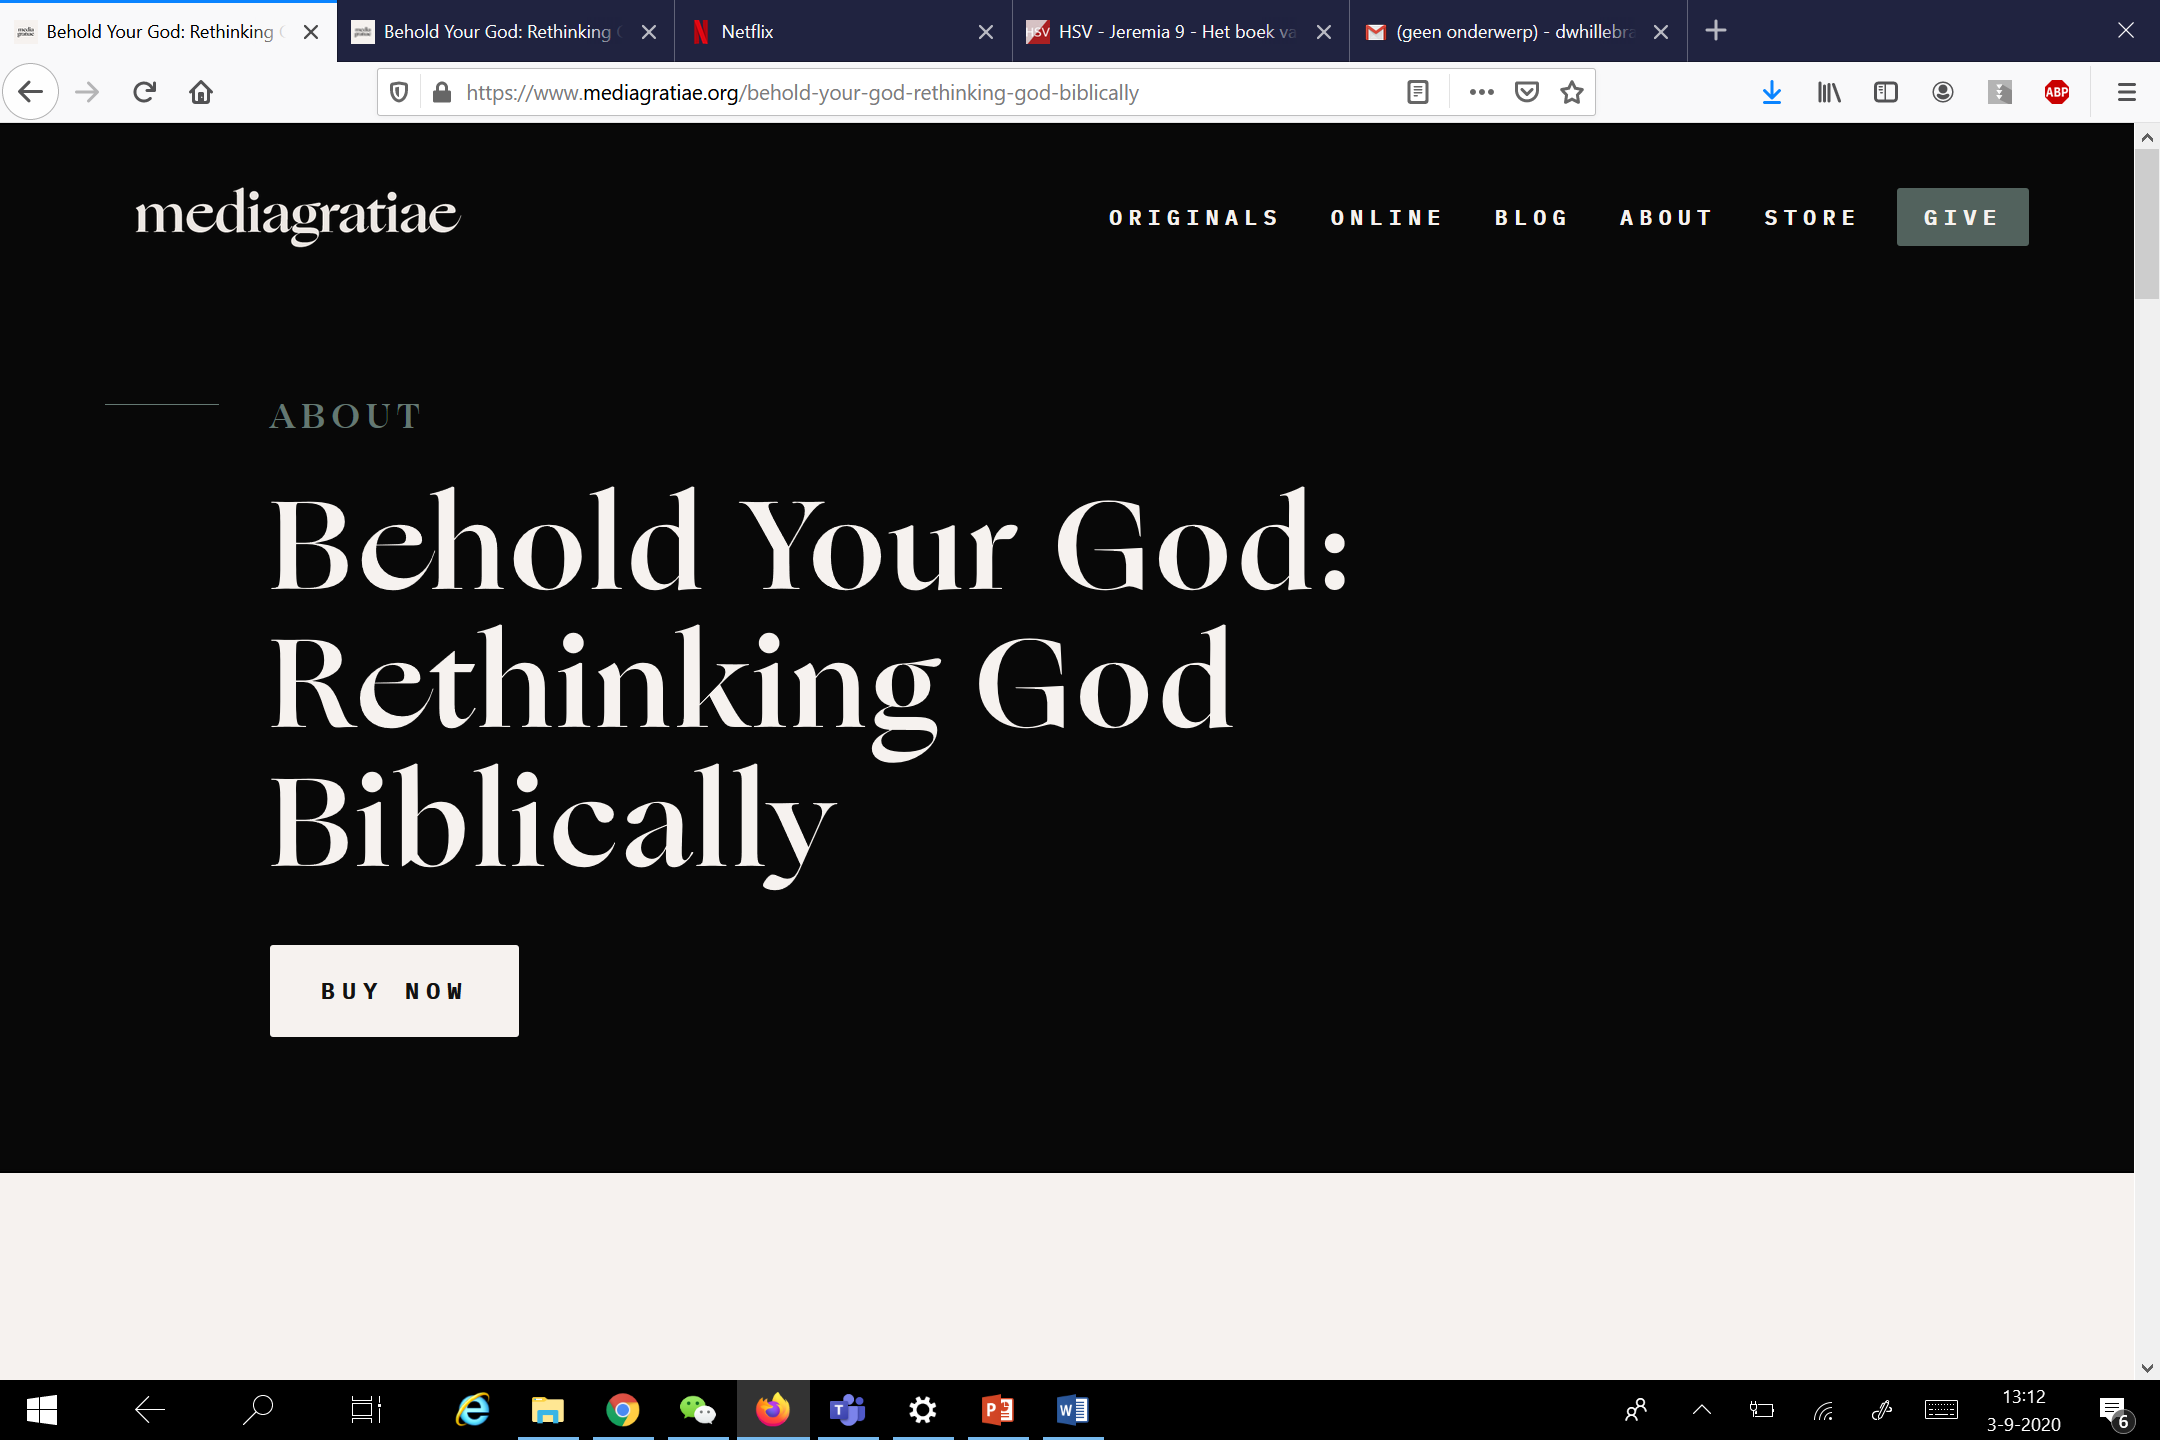 Behold Your God: Rethinking
Behold Your God: Rethinking
Netflix
HSV - Jeremia 9 - Het boek va
(geen onderwerp) - dwhillebra
https://www.mediagratiae.org/behold-your-god-rethinking-god-biblically
ABP
mediagratiae
ORIGINALS ONLINE BLOG ABOUT STORE GIVE
ABOUT
Behold Your God:
Rethinking God
Biblically
BUY NOW
13:12
3-9-2020
6